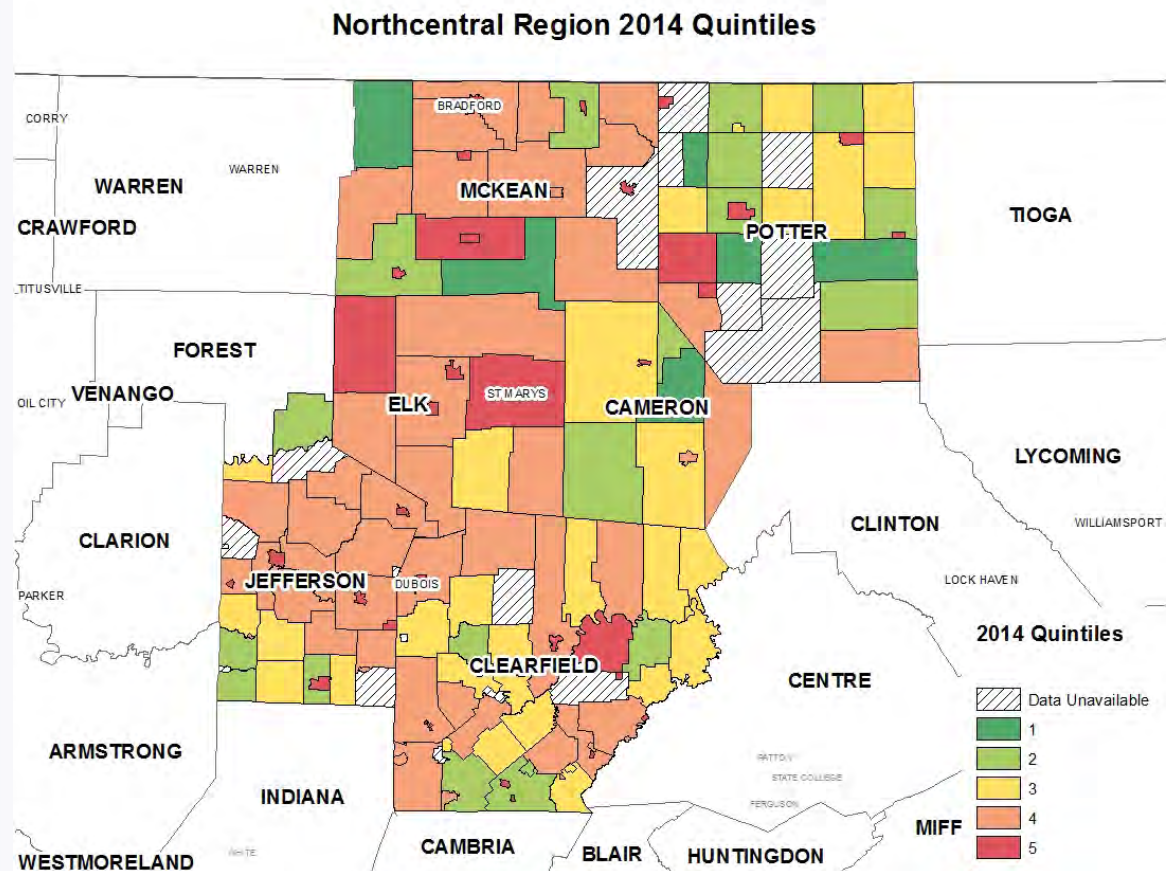 Northcentral Region 2014 Quintiles
CORRY
BRADFORD
WARREN
WARREN
MCKEAN
TIOGA
CRAWFORD
POTTER
TITUSVILLE
FOREST
VENANGO
OIL CITY
ST MARYS
ELK
CAMERON
LYCOMING
CLINTON
WILLIAMSPORT
CLARION
JEFFERSON
DUBOIS
LOCK HAVEN
PARKER
2014 Quintiles
CLEARFIELD
CENTRE
Data Unavailable
1
2
3
4
5
ARMSTRONG
STATE COLLEGE
INDIANA
FERGUSON
MIFF
CAMBRIA
WHITE
BLAIR
HUNTINGDON
WESTMORELAND